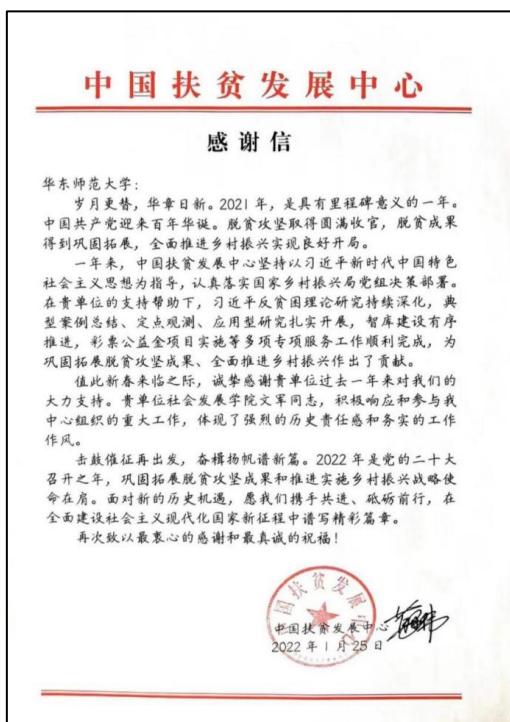 中国扶贫发展中心
感谢信
华东师范大学：
岁月更替，华章日新。2021年，是具有里程碑意义的一年。
中国共产党迎来百年华诞。脱贫攻坚取得圆满收官，脱贫成果
得到巩固拓展，全面推进乡村振兴实现良好开局。
一年来，中国扶贫发展中心坚持以习近平新时代中国特色
社会主义思想为指导，认真落实国家乡村振兴局党组决策部署。
在贵单位的支持帮助下，习近平反贫困理论研究持续深化，典
型案例总结、定点观测、应用型研究扎实开展，智库建设有序
推进，彩票公益金项目实施等多项专项服务工作顺利完成，为
巩固拓展脱贫攻坚成果、全面推进乡村振兴作出了贡献。
值此新春来临之际，诚挚感谢贵单位过去一年来对我们的
大力支持。贵单位社会发展学院文军同志，积极响应和参与我
中心组织的重大工作，体现了强烈的历史责任感和务实的工作
作风。
击鼓催征再出发，奋楫扬帆谱新篇。2022年是党的二十大
召开之年，巩固拓展脱贫攻坚成果和推进实施乡村振兴战略使
命在肩。面对新的历史机遇，愿我们携手共进、砥砺前行，在
全面建设社会主义现代化国家新征程中谱写精彩篇章。
再次致以最衷心的感谢和最真诚的祝福！
中国扶贫发展中心
中国扶贫发展中心
2022年1月25日